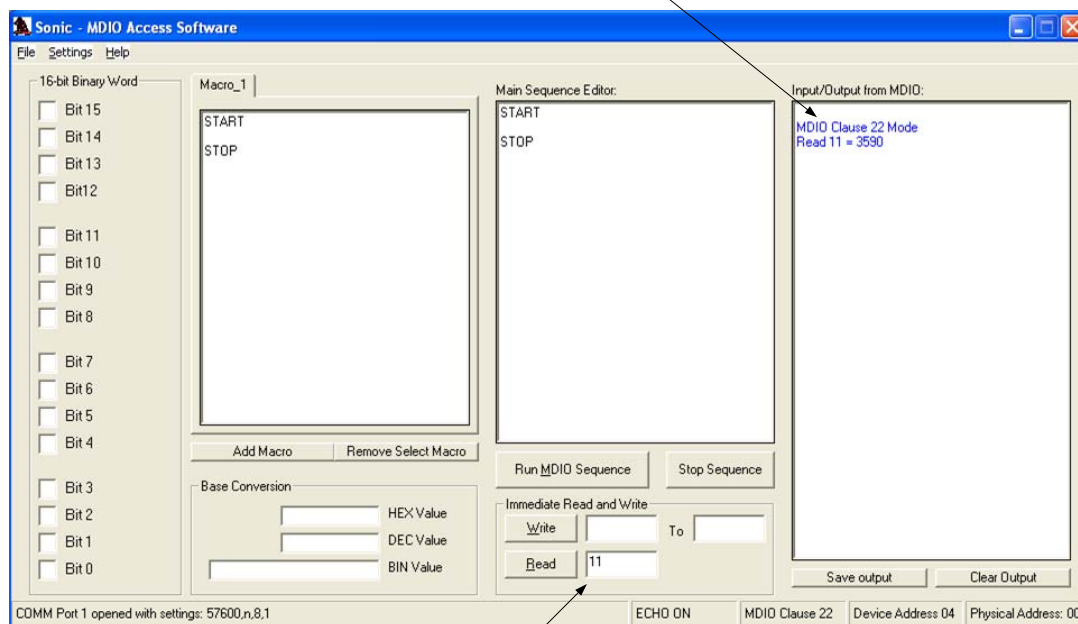 Sonic - MDIO Access Software
File Settings Help
16-bit Binary Word
Bit 15
Bit 14
Bit 13
Bit12
Bit 11
Bit 10
Bit 9
Bit 8
Bit 7
Bit 6
Bit 5
Bit 4
Bit 3
Bit 2
Bit 1
Bit 0
Macro_1
START
STOP
Add Macro Remove Select Macro
Base Conversion
HEX Value
DEC Value
BIN Value
Main Sequence Editor:
START
STOP
Run MDIO Sequence Stop Sequence
Immediate Read and Write
Write To
Read 11
Input/Output from MDIO:
MDIO Clause 22 Mode
Read 11 = 3590
Save output Clear Output
COMM Port 1 opened with settings: 57600,n,8,1 ECHO ON MDIO Clause 22 Device Address 04 Physical Address: 00